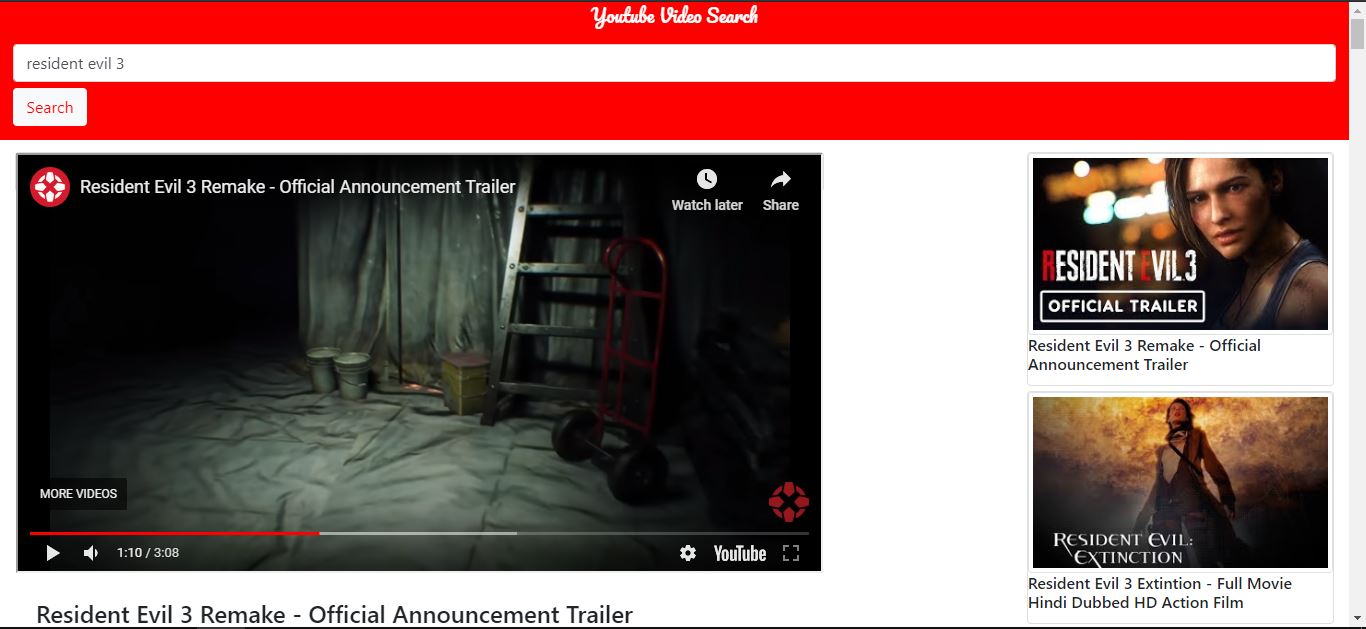 Youtube Video Search
resident evil 3
Search
Resident Evil 3 Remake - Official Announcement Trailer
Watch later
Share
MORE VIDEOS
1:10 / 3:08
YouTube
Resident Evil 3 Remake - Official Announcement Trailer
RESIDENT EVIL 3
OFFICIAL TRAILER
Resident Evil 3 Remake - Official
Announcement Trailer
RESIDENT EVIL:
EXTINCTION
Resident Evil 3 Extintion - Full Movie
Hindi Dubbed HD Action Film